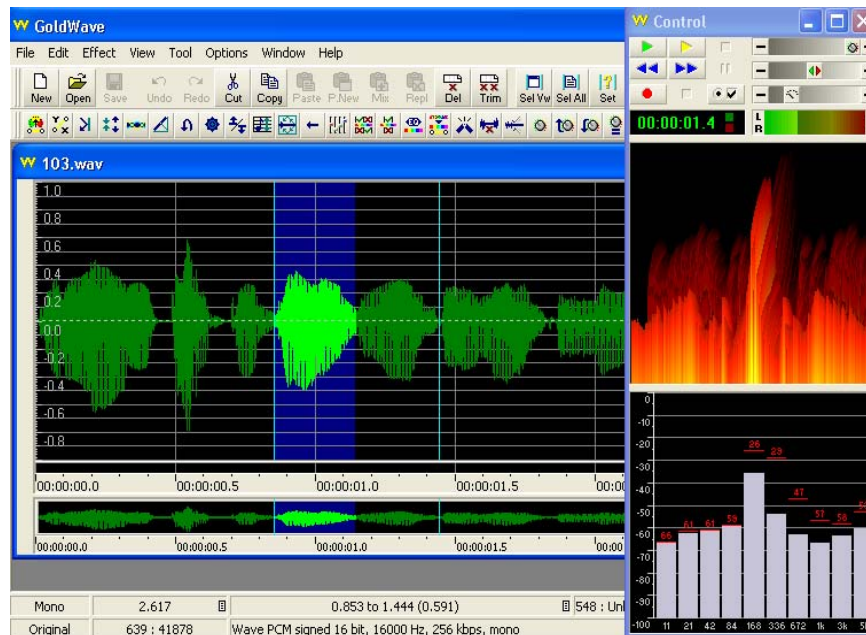 GoldWave
File Edit Effect View Tool Options Window Help
New Open Save Undo Redo Cut Copy Paste P.New Mix Repl Del Trim Sel Vw Sel All Set
103.wav
1.0
0.8
0.6
0.4
0.2
0.0
-0.2
-0.4
-0.6
-0.8
00:00:00.0 00:00:00.5 00:00:01.0 00:00:01.5
00:00:00.0 00:00:00.5 00:00:01.0 00:00:01.5 00:00
Mono 2.617 0.853 to 1.444 (0.591) 548 :
Original 639 : 41878 Wave PCM signed 16 bit, 16000 Hz, 256 kbps, mono
Control
00:00:01.4 L
R
0
-10
-20
-30
-40
-50
-60
-70
-80
-90
-100
66 61 61 59 26 29 47 57 56
11 21 42 84 168 336 672 1k 3k